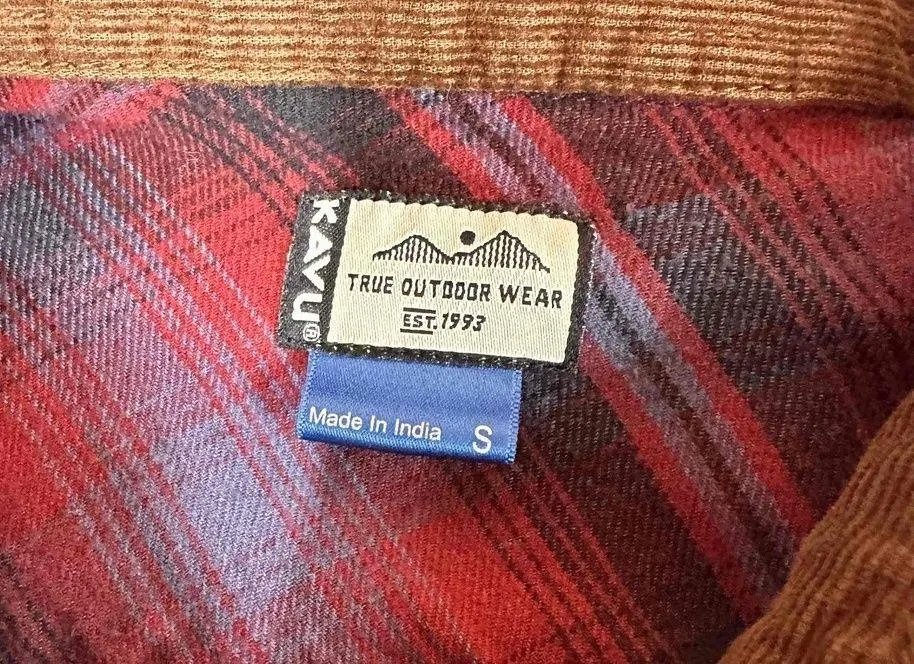 KAVU®
TRUE OUTDOOR WEAR
EST. 1993
Made In India S